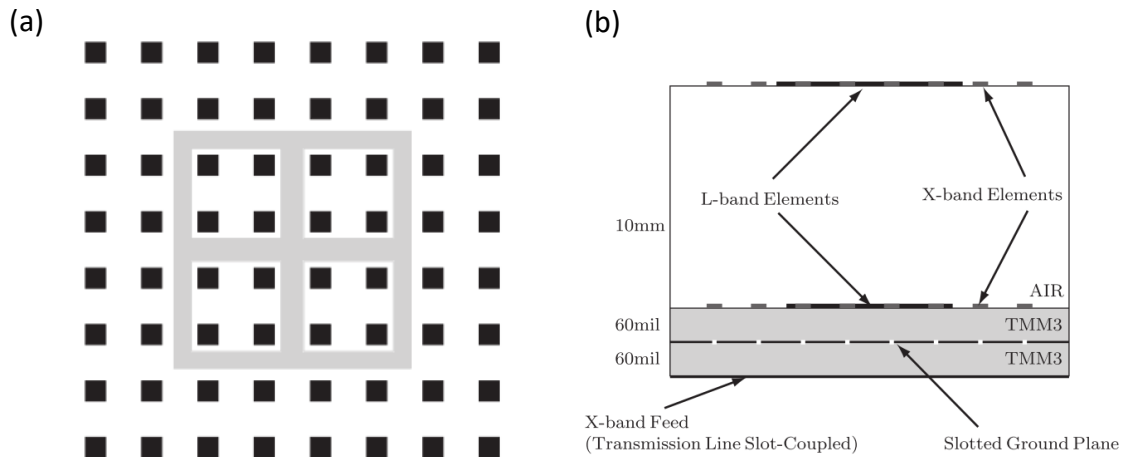 (a)
(b)
L-band Elements
X-band Elements
10mm
AIR
60mil
TMM3
60mil
TMM3
X-band Feed
(Transmission Line Slot-Coupled)
Slotted Ground Plane